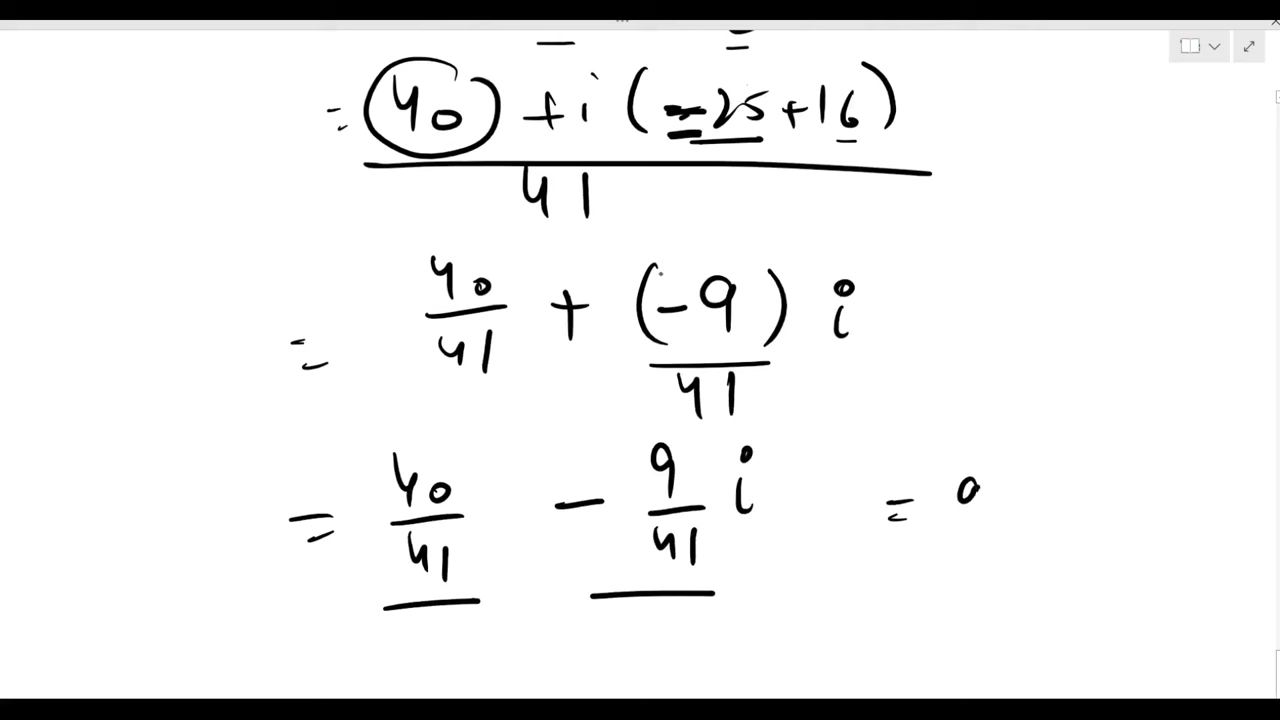 = 40 + i (-25 + 16)
41
= 40/41 + (-9)/41 i
= 40/41 - 9/41 i =